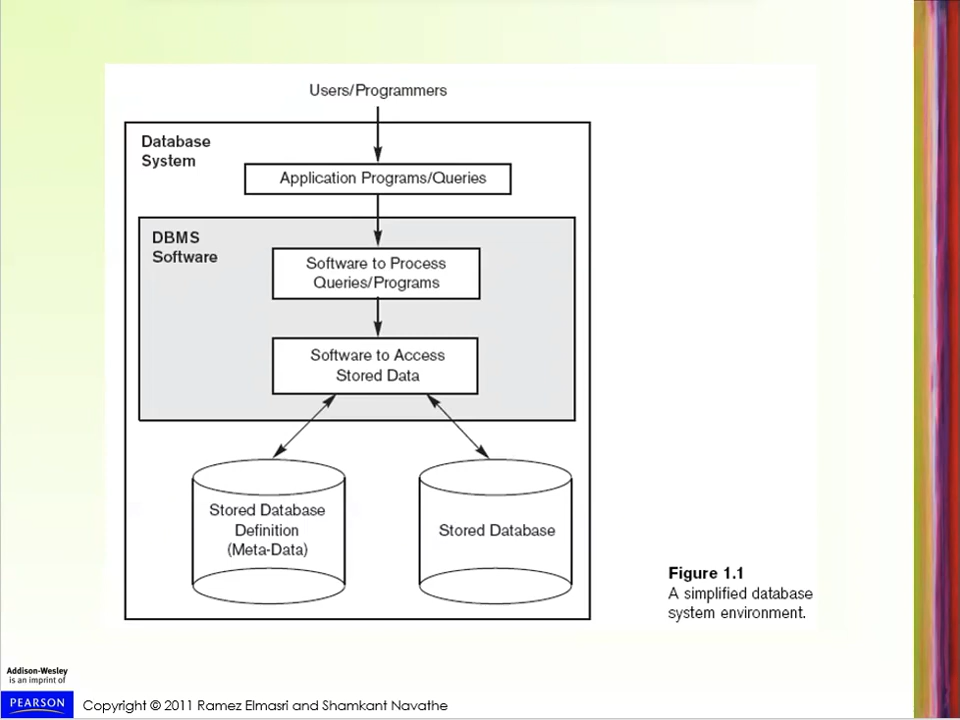 Users/Programmers
Database
System
Application Programs/Queries
DBMS
Software
Software to Process
Queries/Programs
Software to Access
Stored Data
Stored Database
Definition
(Meta-Data)
Stored Database
Figure 1.1
A simplified database
system environment.
Addison-Wesley
is an imprint of
PEARSON
Copyright © 2011 Ramez Elmasri and Shamkant Navathe